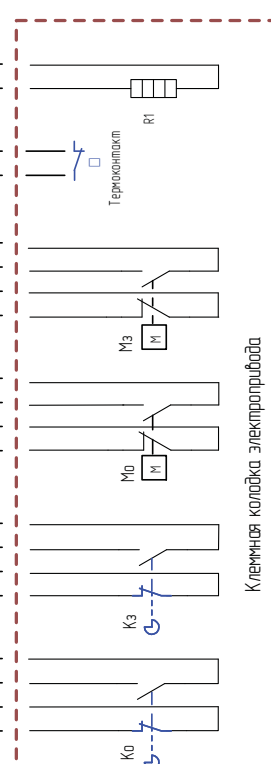 R1
Термоконтакт
Мз
М
Мо
М
Кз
Ко
Клеммная колодка электропривода